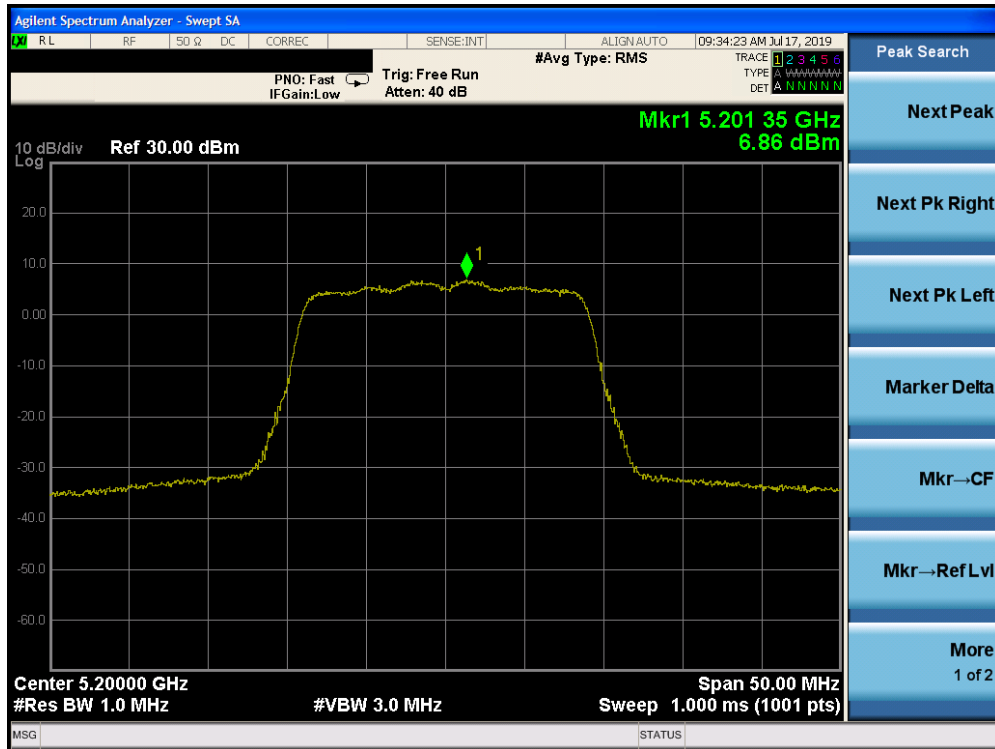 Agilent Spectrum Analyzer - Swept SA
LXI RL RF 50 Ω DC CORREC SENSE:INT ALIGN AUTO 09:34:23 AM Jul 17, 2019
#Avg Type: RMS TRACE 1 2 3 4 5 6
PNO: Fast Trig: Free Run TYPE A WWWWW
IFGain:Low Atten: 40 dB DET A N N N N N
Mkr1 5.201 35 GHz
6.86 dBm
10 dB/div Ref 30.00 dBm
Log
20.0
1
10.0
0.00
-10.0
-20.0
-30.0
-40.0
-50.0
-60.0
Center 5.20000 GHz Span 50.00 MHz
#Res BW 1.0 MHz #VBW 3.0 MHz Sweep 1.000 ms (1001 pts)
MSG STATUS
Peak Search
Next Peak
Next Pk Right
Next Pk Left
Marker Delta
Mkr→CF
Mkr→Ref Lvl
More
1 of 2